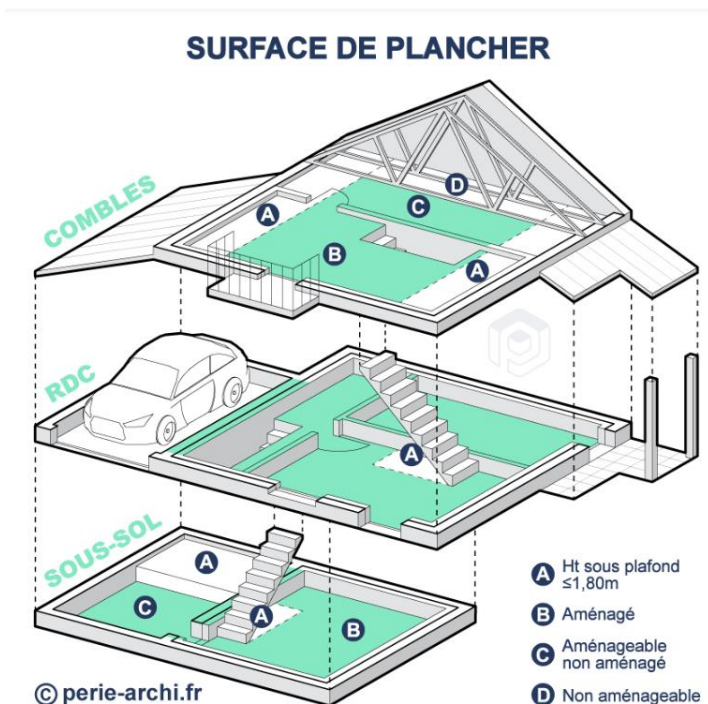 SURFACE DE PLANCHER
COMBLES
D
C
A
B
A
RDC
A
SOUS-SOL
A
C
A
B
A Ht sous plafond
≤1,80m
B Aménagé
C Aménageable
non aménagé
D Non aménageable
© perie-archi.fr